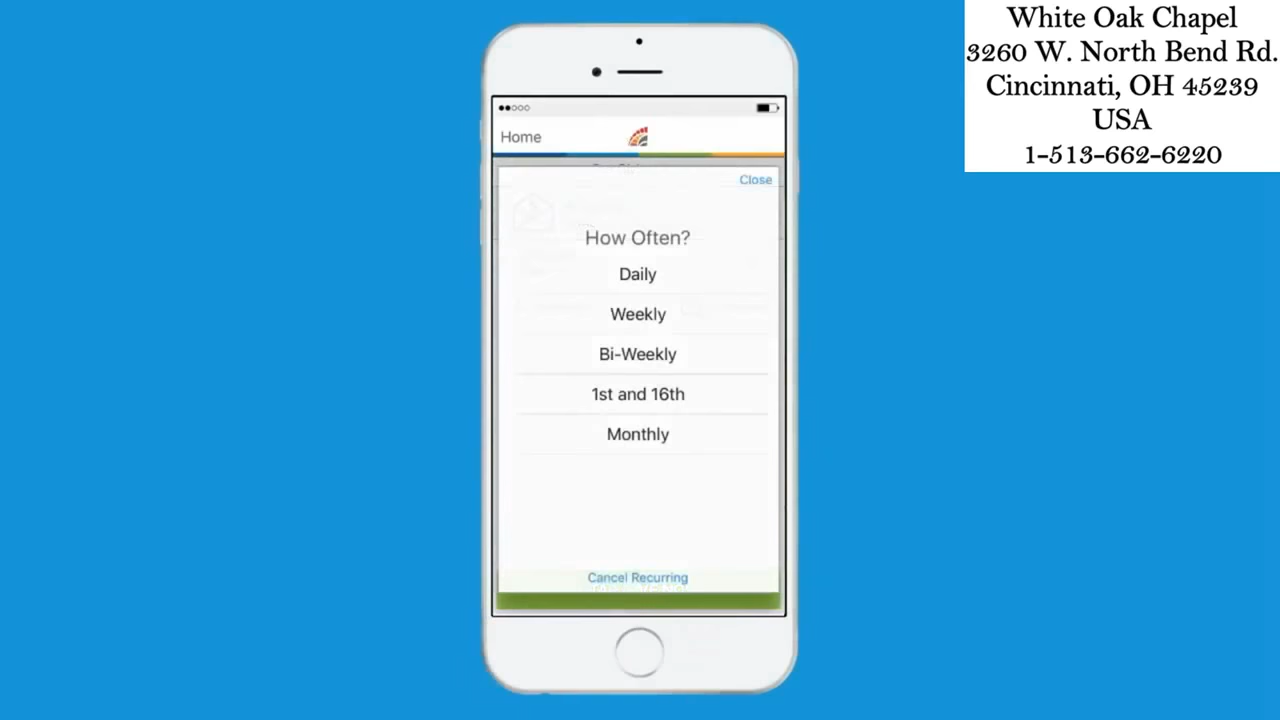 White Oak Chapel
3260 W. North Bend Rd.
Cincinnati, OH 45239
USA
1-513-662-6220
Home
Close
How Often?
Daily
Weekly
Bi-Weekly
1st and 16th
Monthly
Cancel Recurring